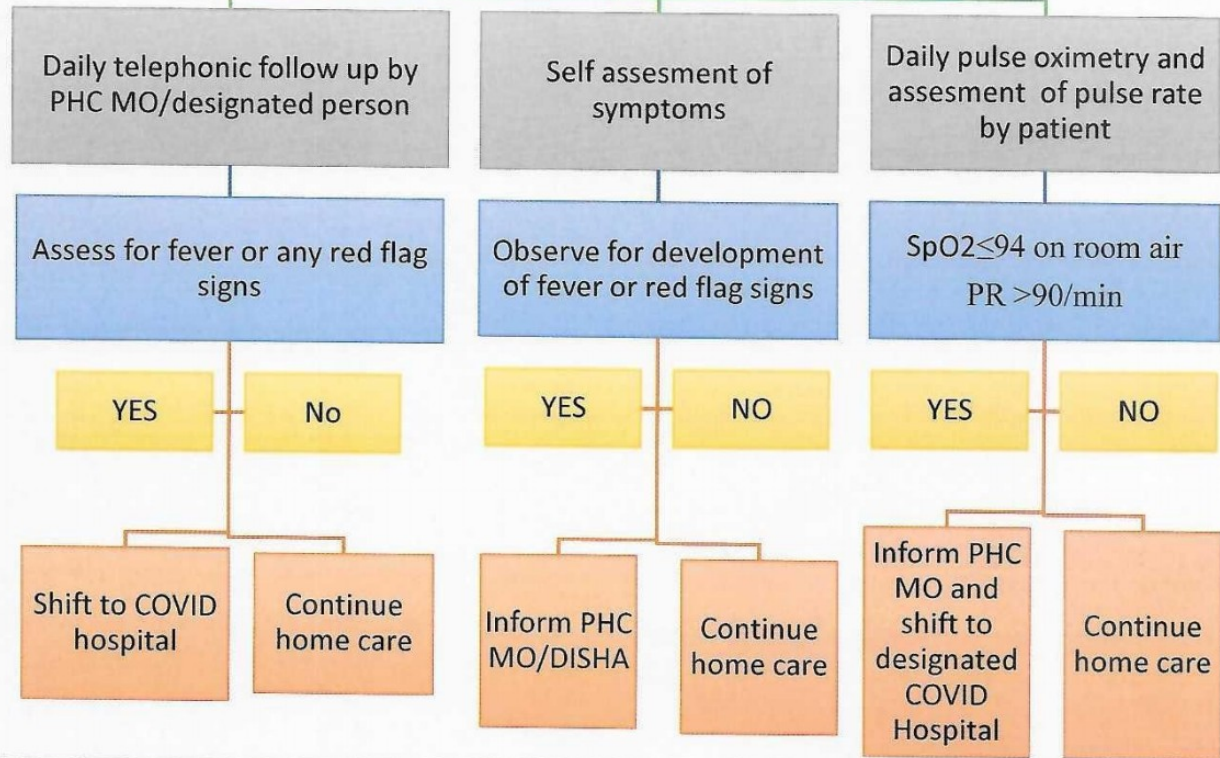 Daily telephonic follow up by
PHC MO/designated person
Self assesment of
symptoms
Daily pulse oximetry and
assesment of pulse rate
by patient
Assess for fever or any red flag
signs
Observe for development
of fever or red flag signs
SpO2≤94 on room air
PR >90/min
YES
No
YES
NO
YES
NO
Shift to COVID
hospital
Continue
home care
Inform PHC
MO/DISHA
Continue
home care
Inform PHC
MO and
shift to
designated
COVID
Hospital
Continue
home care